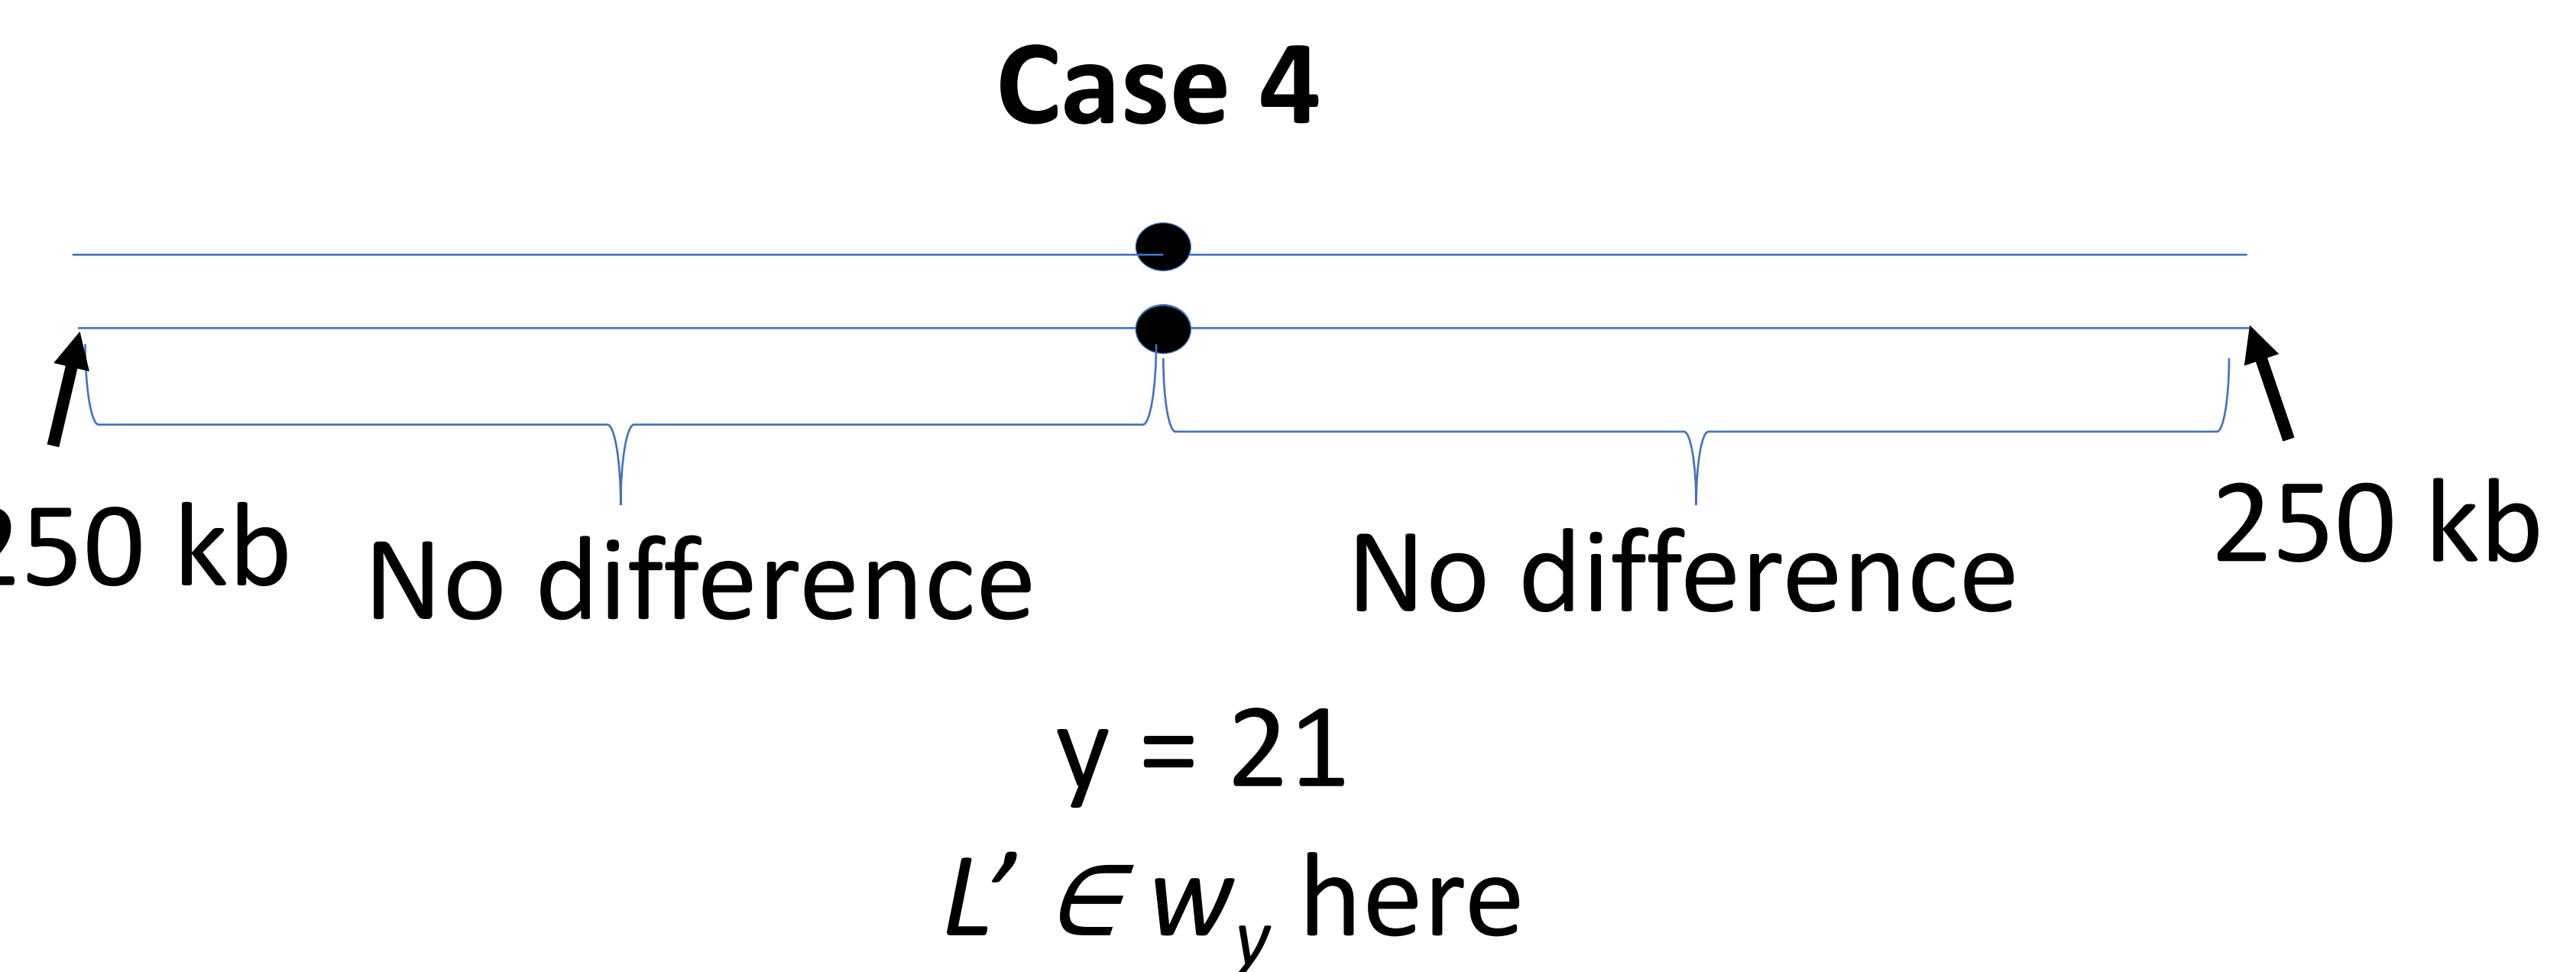 Case 4
250 kb
No difference
No difference
250 kb
y = 21
L’ ∈ wy here